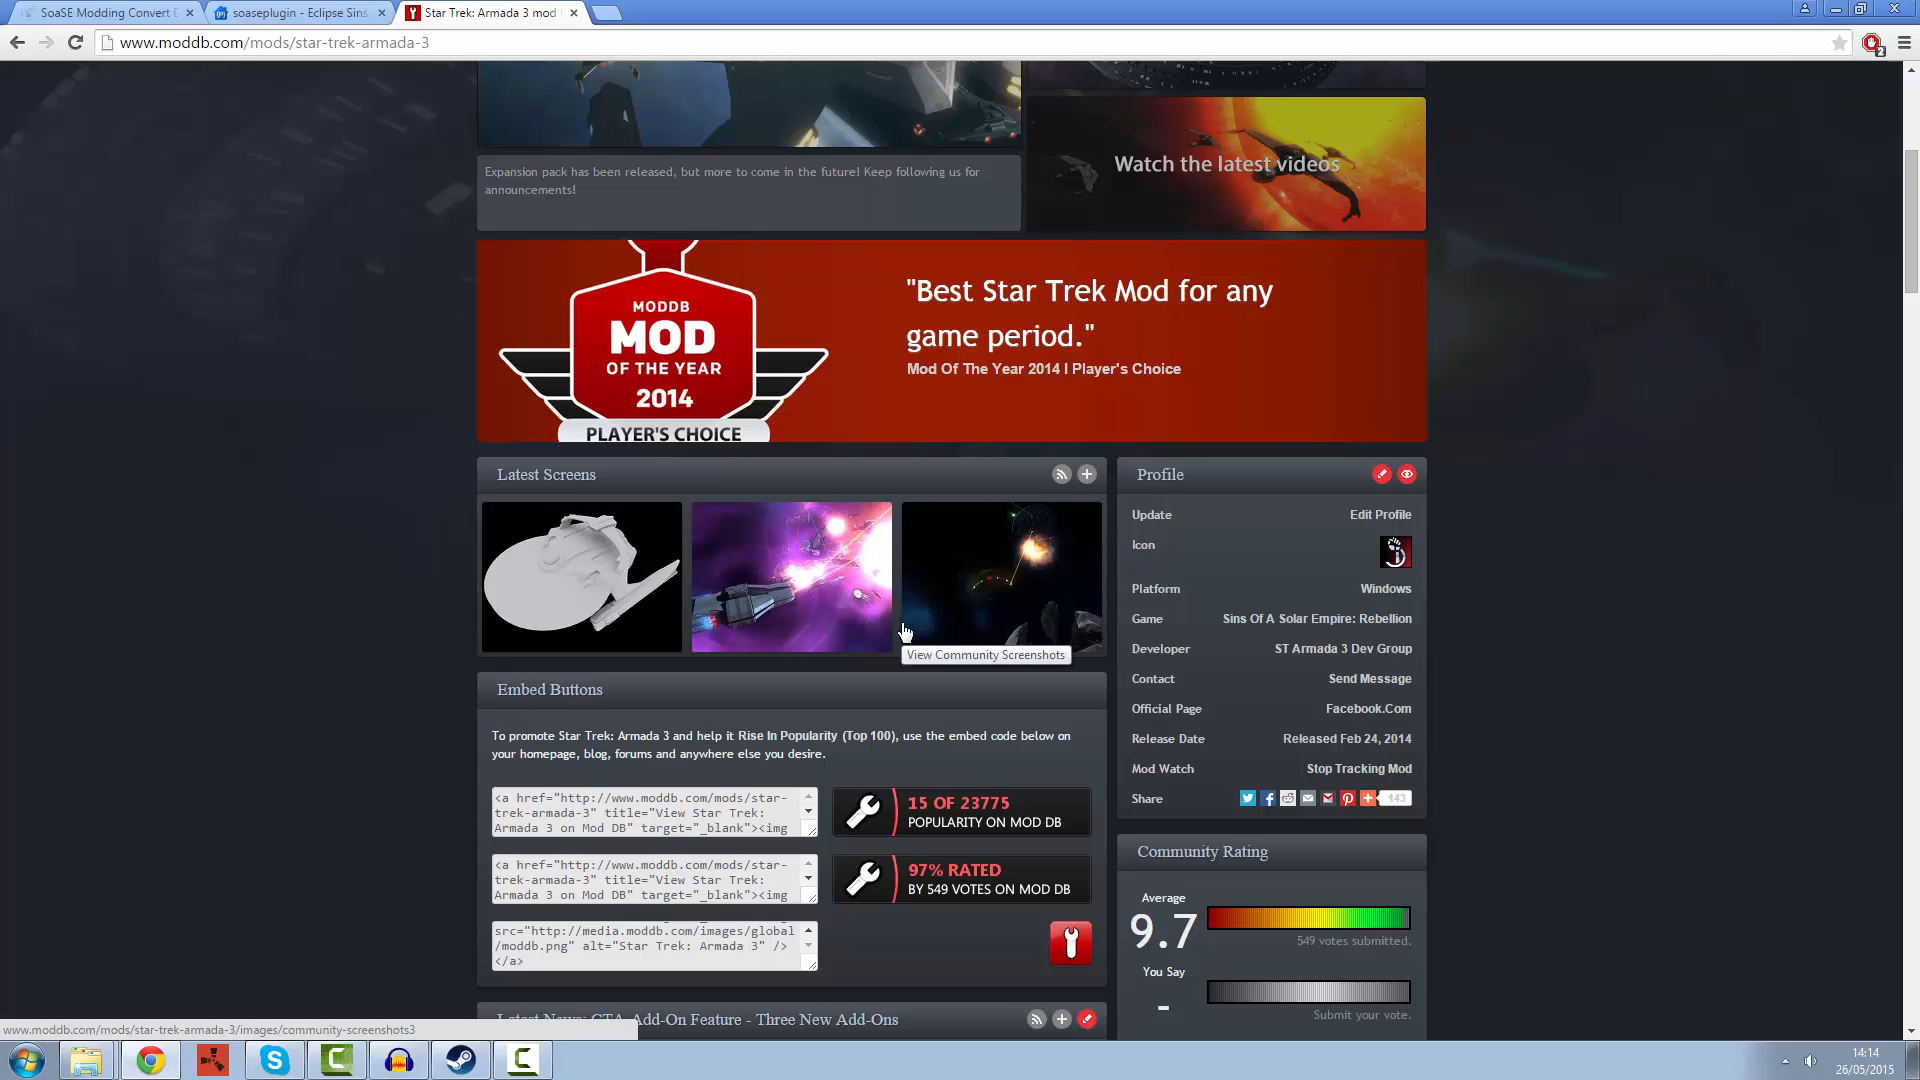 SoaSE Modding Convert D
soaseplugin - Eclipse Sins
Star Trek: Armada 3 mod
www.moddb.com/mods/star-trek-armada-3
2
Watch the latest videos
Expansion pack has been released, but more to come in the future! Keep following us for
announcements!
MODDB
MOD
OF THE YEAR
2014
PLAYER'S CHOICE
"Best Star Trek Mod for any
game period."
Mod Of The Year 2014 | Player's Choice
Latest Screens
View Community Screenshots
Embed Buttons
To promote Star Trek: Armada 3 and help it Rise In Popularity (Top 100), use the embed code below on
your homepage, blog, forums and anywhere else you desire.
<a href="http://www.moddb.com/mods/star-
trek-armada-3" title="View Star Trek:
Armada 3 on Mod DB" target="_blank"><img
15 OF 23775
POPULARITY ON MOD DB
<a href="http://www.moddb.com/mods/star-
trek-armada-3" title="View Star Trek:
Armada 3 on Mod DB" target="_blank"><img
97% RATED
BY 549 VOTES ON MOD DB
src="http://media.moddb.com/images/global
/moddb.png" alt="Star Trek: Armada 3" />
</a>
Latest News: CTA Add-On Feature - Three New Add-Ons
Profile
Update Edit Profile
Icon
Platform Windows
Game Sins Of A Solar Empire: Rebellion
Developer ST Armada 3 Dev Group
Contact Send Message
Official Page Facebook.Com
Release Date Released Feb 24, 2014
Mod Watch Stop Tracking Mod
Share 143
Community Rating
Average
9.7
549 votes submitted.
You Say
-
Submit your vote.
www.moddb.com/mods/star-trek-armada-3/images/community-screenshots3
14:14
26/05/2015